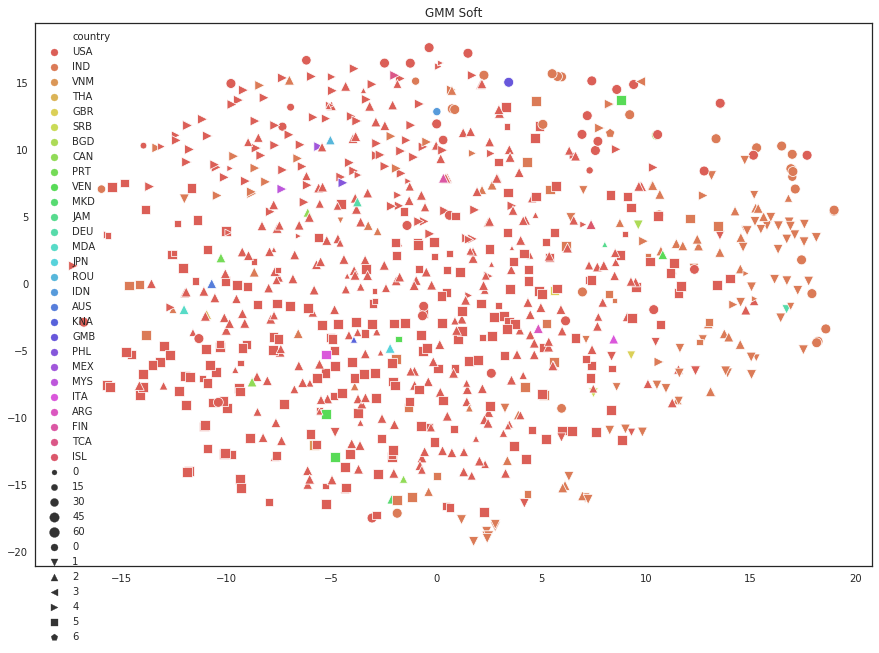 GMM Soft
country
USA
IND
VNM
THA
GBR
SRB
BGD
CAN
PRT
VEN
MKD
JAM
DEU
MDA
JPN
ROU
IDN
AUS
KNA
GMB
PHL
MEX
MYS
ITA
ARG
FIN
TCA
ISL
0
15
30
45
60
0
1
2
3
4
5
6
15
10
5
0
−5
−10
−15
−20
−15
−10
−5
0
5
10
15
20